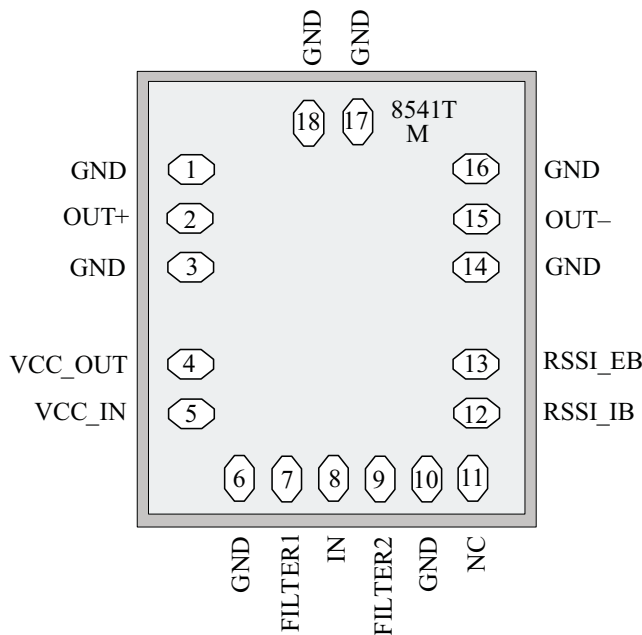 GND
GND
18
17
8541T
M
GND
1
16
GND
OUT+
2
15
OUT–
GND
3
14
GND
VCC_OUT
4
13
RSSI_EB
VCC_IN
5
12
RSSI_IB
6
7
8
9
10
11
GND
FILTER1
IN
FILTER2
GND
NC